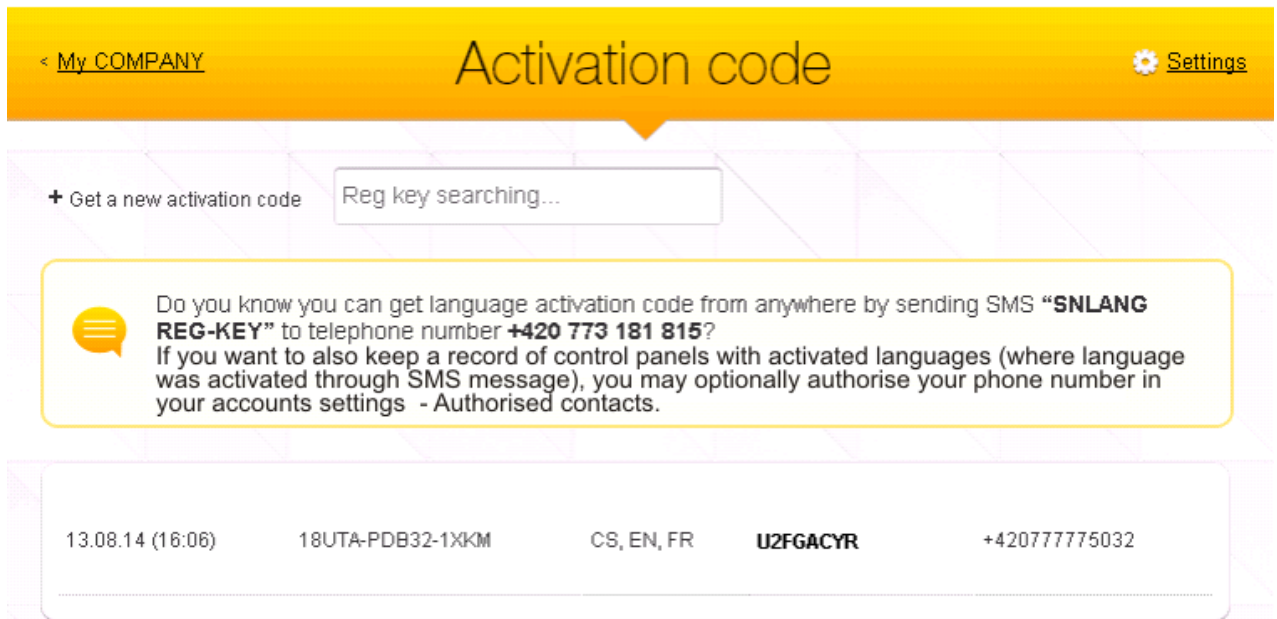 < My COMPANY
Activation code
Settings
+ Get a new activation code
Reg key searching...
Do you know you can get language activation code from anywhere by sending SMS “SNLANG
REG-KEY” to telephone number +420 773 181 815?
If you want to also keep a record of control panels with activated languages (where language
was activated through SMS message), you may optionally authorise your phone number in
your accounts settings - Authorised contacts.
13.08.14 (16:06) 18UTA-PDB32-1XKM CS, EN, FR U2FGACYR +420777775032